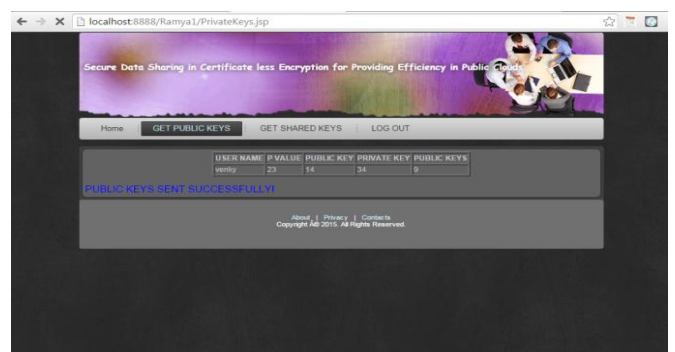 localhost:8888/Ramya1/PrivateKeys.jsp
Secure Data Sharing in Certificate less Encryption for Providing Efficiency in Public Clouds
Home GET PUBLIC KEYS GET SHARED KEYS LOG OUT
USER NAME P VALUE PUBLIC KEY PRIVATE KEY PUBLIC KEYS
venky 23 14 34 9
PUBLIC KEYS SENT SUCCESSFULLY!
About | Privacy | Contacts
Copyright Â© 2015. All Rights Reserved.